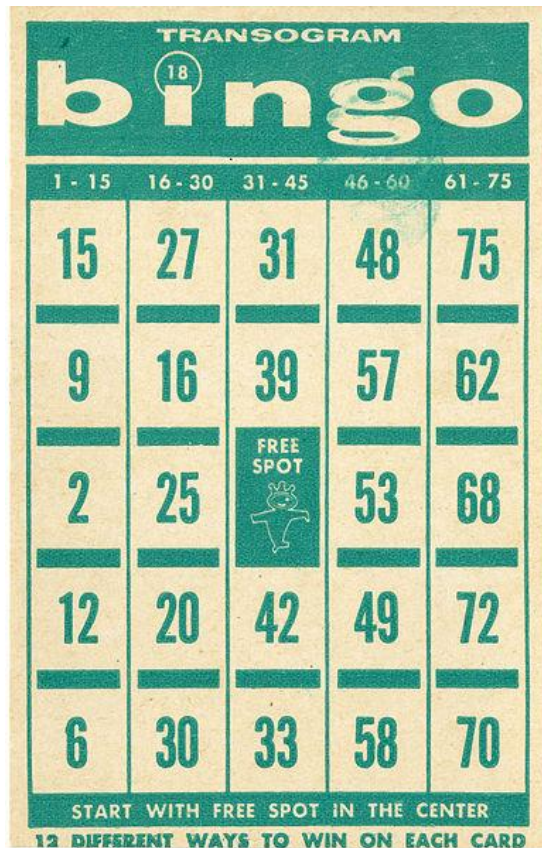 TRANSOGRAM
18
bingo
1 - 15 16 - 30 31 - 45 46 - 60 61 - 75
15 27 31 48 75
9 16 39 57 62
FREE
SPOT
2 25 53 68
12 20 42 49 72
6 30 33 58 70
START WITH FREE SPOT IN THE CENTER
12 DIFFERENT WAYS TO WIN ON EACH CARD